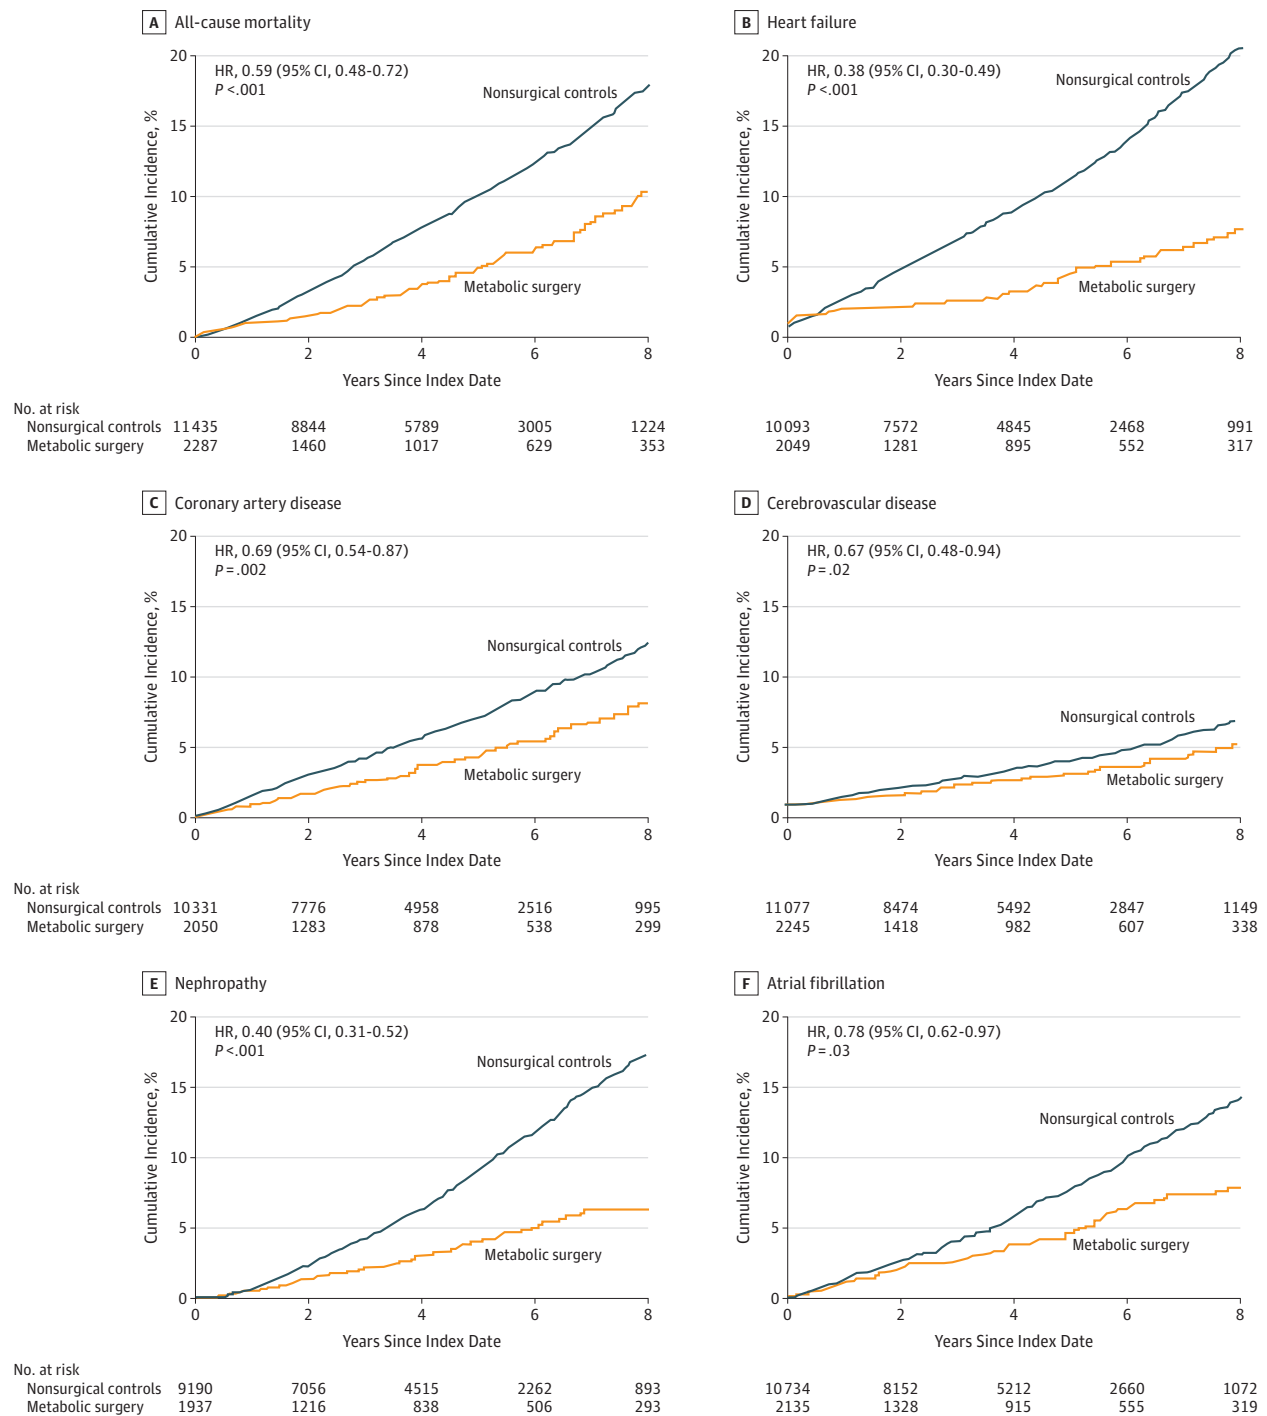 A All-cause mortality
20
15
10
5
0
Cumulative Incidence, %
HR, 0.59 (95% CI, 0.48-0.72)
P <.001
Nonsurgical controls
Metabolic surgery
0 2 4 6 8
Years Since Index Date
No. at risk
Nonsurgical controls 11435 8844 5789 3005 1224
Metabolic surgery 2287 1460 1017 629 353
B Heart failure
20
15
10
5
0
Cumulative Incidence, %
HR, 0.38 (95% CI, 0.30-0.49)
P <.001
Nonsurgical controls
Metabolic surgery
0 2 4 6 8
Years Since Index Date
10093 7572 4845 2468 991
2049 1281 895 552 317
C Coronary artery disease
20
15
10
5
0
Cumulative Incidence, %
HR, 0.69 (95% CI, 0.54-0.87)
P = .002
Nonsurgical controls
Metabolic surgery
0 2 4 6 8
Years Since Index Date
No. at risk
Nonsurgical controls 10331 7776 4958 2516 995
Metabolic surgery 2050 1283 878 538 299
D Cerebrovascular disease
20
15
10
5
0
Cumulative Incidence, %
HR, 0.67 (95% CI, 0.48-0.94)
P = .02
Nonsurgical controls
Metabolic surgery
0 2 4 6 8
Years Since Index Date
11077 8474 5492 2847 1149
2245 1418 982 607 338
E Nephropathy
20
15
10
5
0
Cumulative Incidence, %
HR, 0.40 (95% CI, 0.31-0.52)
P <.001
Nonsurgical controls
Metabolic surgery
0 2 4 6 8
Years Since Index Date
No. at risk
Nonsurgical controls 9190 7056 4515 2262 893
Metabolic surgery 1937 1216 838 506 293
F Atrial fibrillation
20
15
10
5
0
Cumulative Incidence, %
HR, 0.78 (95% CI, 0.62-0.97)
P = .03
Nonsurgical controls
Metabolic surgery
0 2 4 6 8
Years Since Index Date
10734 8152 5212 2660 1072
2135 1328 915 555 319